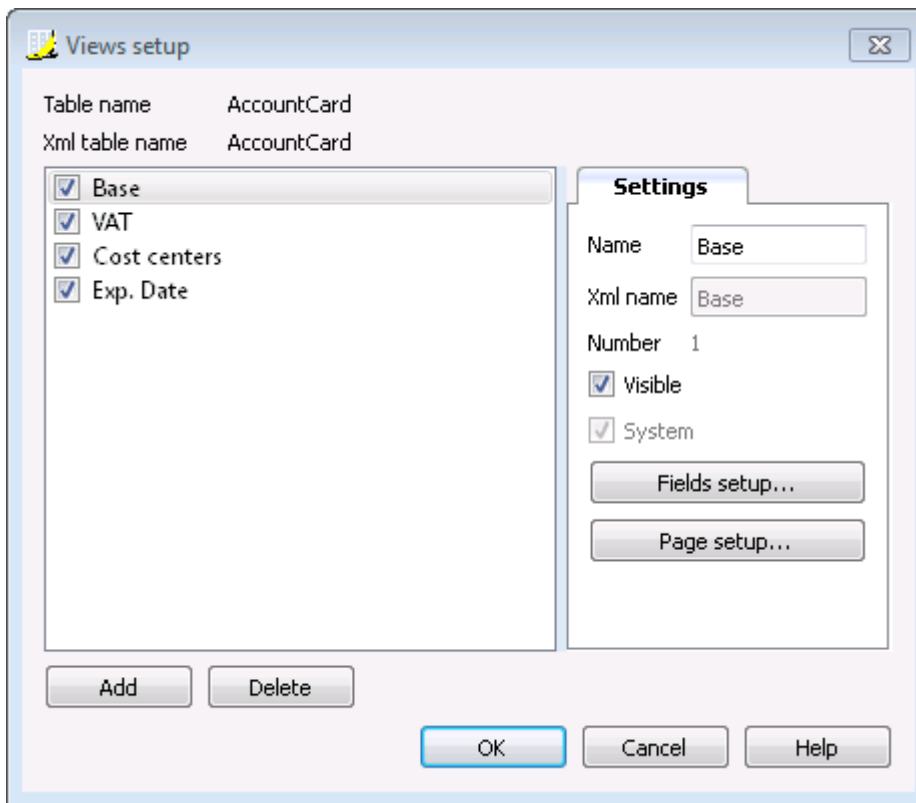 Views setup
Table name AccountCard
Xml table name AccountCard
Base
VAT
Cost centers
Exp. Date
Settings
Name Base
Xml name Base
Number 1
Visible
System
Fields setup...
Page setup...
Add Delete
OK Cancel Help